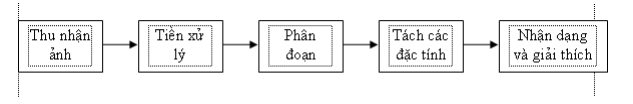 Thu nhận
ảnh
Tiền xử
lý
Phân
đoạn
Tách các
đặc tính
Nhận dạng
và giải thích